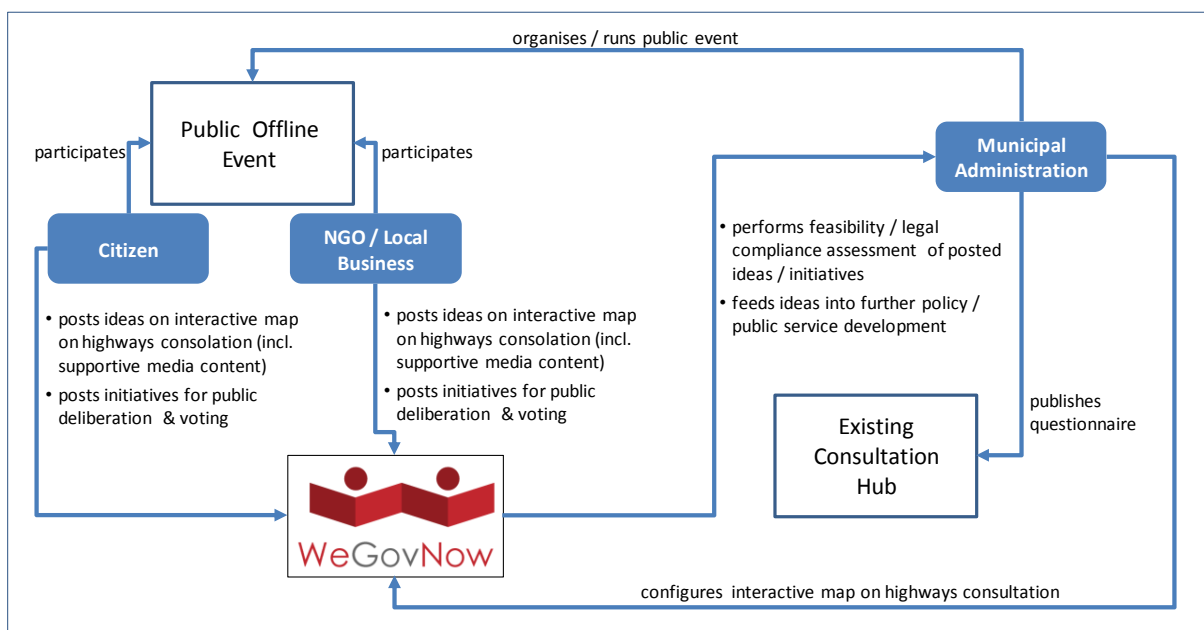 organises / runs public event
Public Offline
Event
participates
participates
Municipal
Administration
Citizen
NGO / Local
Business
• performs feasibility / legal
compliance assessment of posted
ideas / initiatives
• feeds ideas into further policy /
public service development
• posts ideas on interactive map
on highways consolation (incl.
supportive media content)
• posts initiatives for public
deliberation & voting
• posts ideas on interactive map
on highways consolation (incl.
supportive media content)
• posts initiatives for public
deliberation & voting
publishes
questionnaire
Existing
Consultation
Hub
WeGovNow
configures interactive map on highways consultation